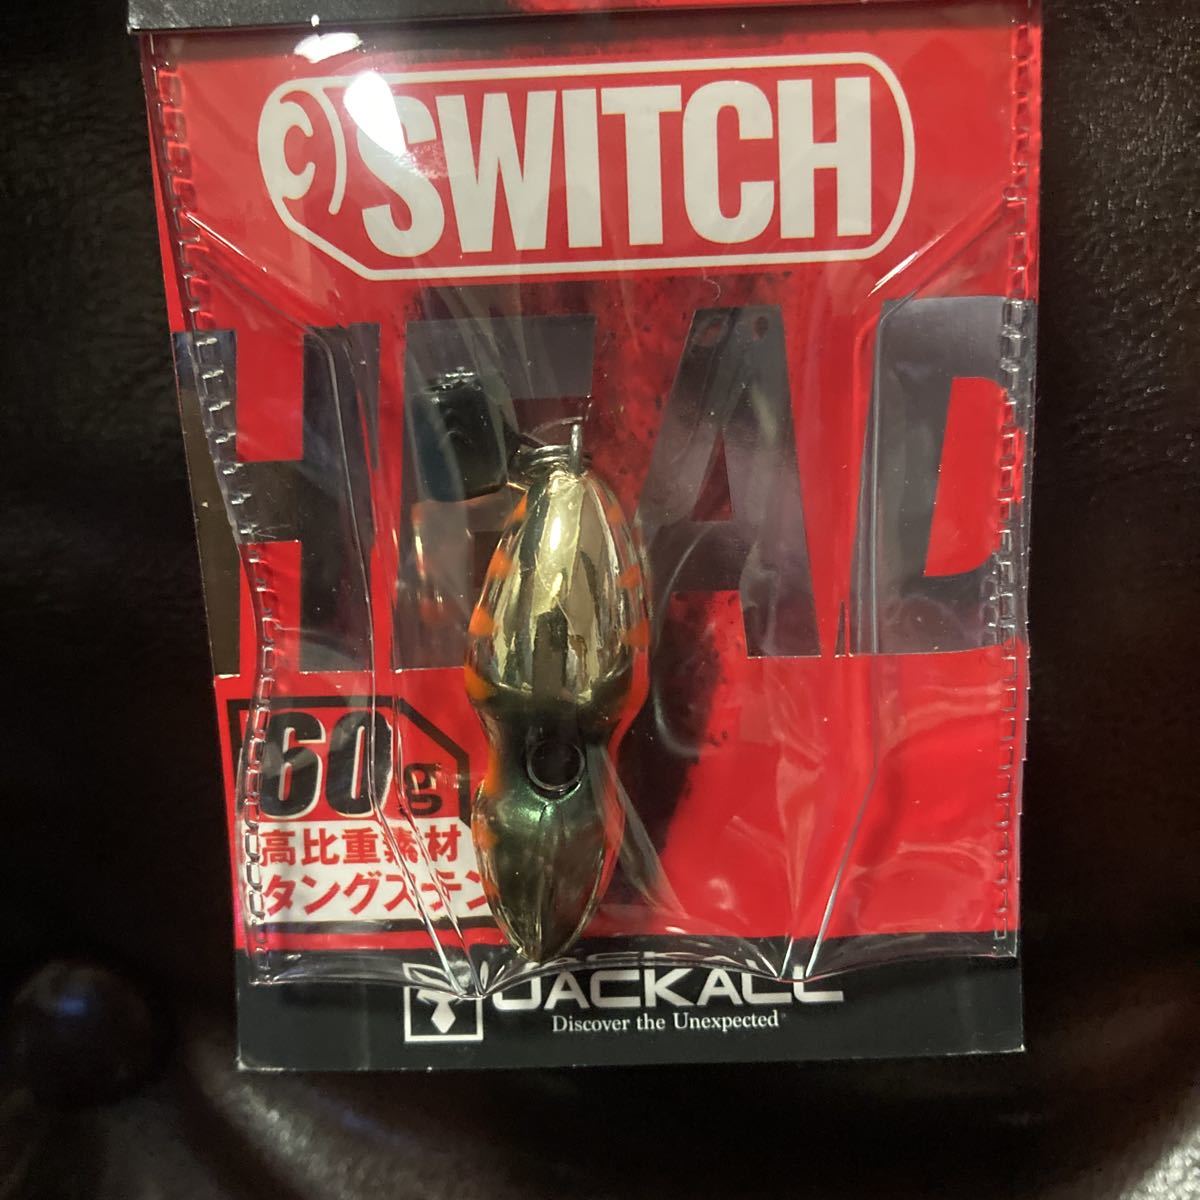 C) SWITCH
HEAD
60g
高比重素材
タングステン
JACKALL
Discover the Unexpected